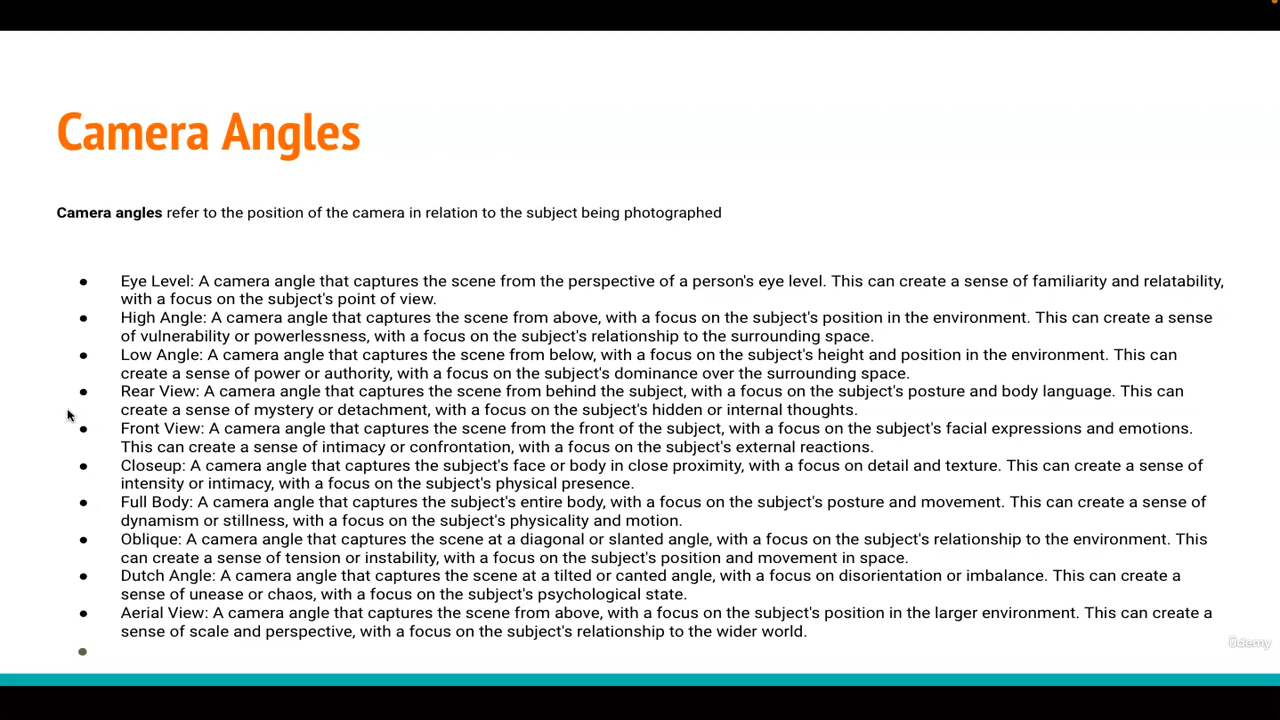 Camera Angles
Camera angles refer to the position of the camera in relation to the subject being photographed
● Eye Level: A camera angle that captures the scene from the perspective of a person's eye level. This can create a sense of familiarity and relatability,
with a focus on the subject's point of view.
● High Angle: A camera angle that captures the scene from above, with a focus on the subject's position in the environment. This can create a sense
of vulnerability or powerlessness, with a focus on the subject's relationship to the surrounding space.
● Low Angle: A camera angle that captures the scene from below, with a focus on the subject's height and position in the environment. This can
create a sense of power or authority, with a focus on the subject's dominance over the surrounding space.
● Rear View: A camera angle that captures the scene from behind the subject, with a focus on the subject's posture and body language. This can
create a sense of mystery or detachment, with a focus on the subject's hidden or internal thoughts.
● Front View: A camera angle that captures the scene from the front of the subject, with a focus on the subject's facial expressions and emotions.
This can create a sense of intimacy or confrontation, with a focus on the subject's external reactions.
● Closeup: A camera angle that captures the subject's face or body in close proximity, with a focus on detail and texture. This can create a sense of
intensity or intimacy, with a focus on the subject's physical presence.
● Full Body: A camera angle that captures the subject's entire body, with a focus on the subject's posture and movement. This can create a sense of
dynamism or stillness, with a focus on the subject's physicality and motion.
● Oblique: A camera angle that captures the scene at a diagonal or slanted angle, with a focus on the subject's relationship to the environment. This
can create a sense of tension or instability, with a focus on the subject's position and movement in space.
● Dutch Angle: A camera angle that captures the scene at a tilted or canted angle, with a focus on disorientation or imbalance. This can create a
sense of unease or chaos, with a focus on the subject's psychological state.
● Aerial View: A camera angle that captures the scene from above, with a focus on the subject's position in the larger environment. This can create a
sense of scale and perspective, with a focus on the subject's relationship to the wider world.
●
ûdemy